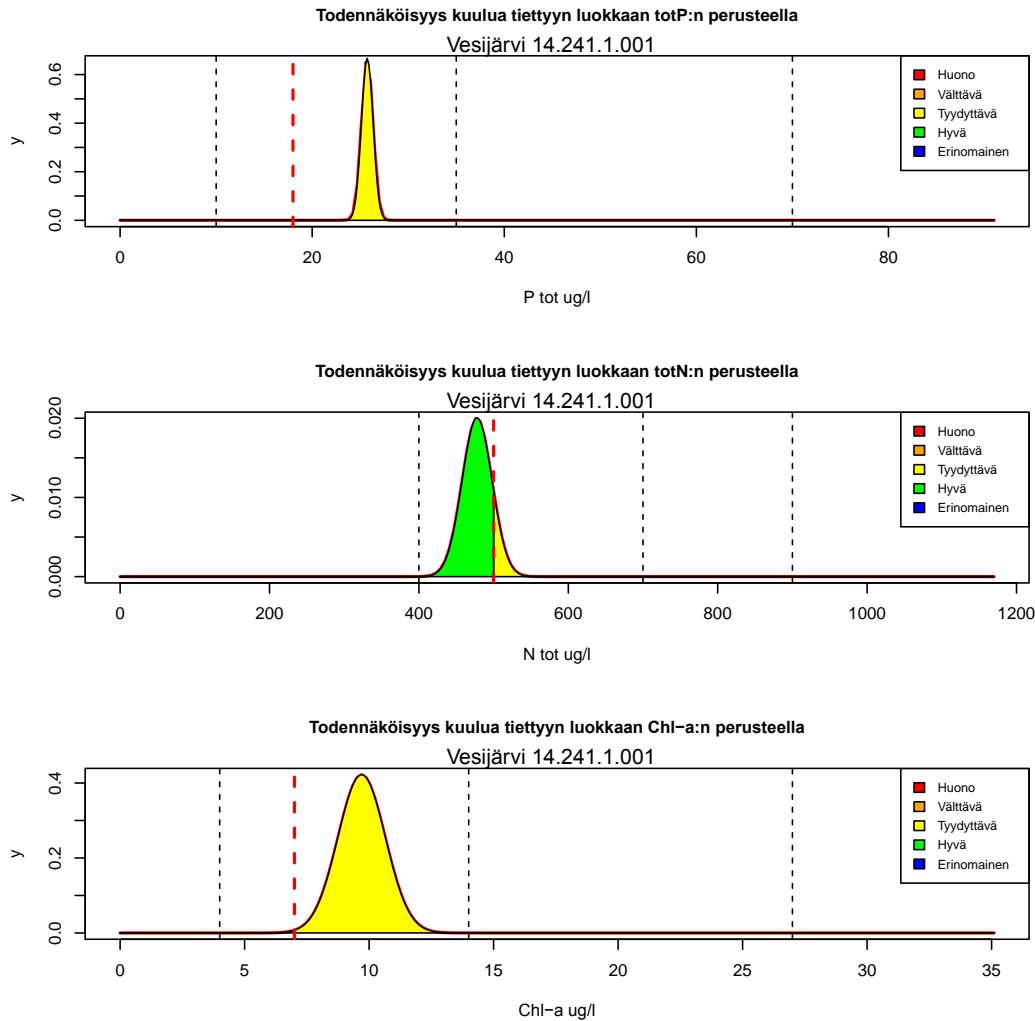 Todennäköisyys kuulua tiettyyn luokkaan totP:n perusteella
Vesijärvi 14.241.1.001
y
0.0
0.2
0.4
0.6
0 20 40 60 80
P tot ug/l
Huono
Välttävä
Tyydyttävä
Hyvä
Erinomainen
Todennäköisyys kuulua tiettyyn luokkaan totN:n perusteella
Vesijärvi 14.241.1.001
y
0.000
0.010
0.020
0 200 400 600 800 1000 1200
N tot ug/l
Huono
Välttävä
Tyydyttävä
Hyvä
Erinomainen
Todennäköisyys kuulua tiettyyn luokkaan Chl−a:n perusteella
Vesijärvi 14.241.1.001
y
0.0
0.2
0.4
0 5 10 15 20 25 30 35
Chl−a ug/l
Huono
Välttävä
Tyydyttävä
Hyvä
Erinomainen